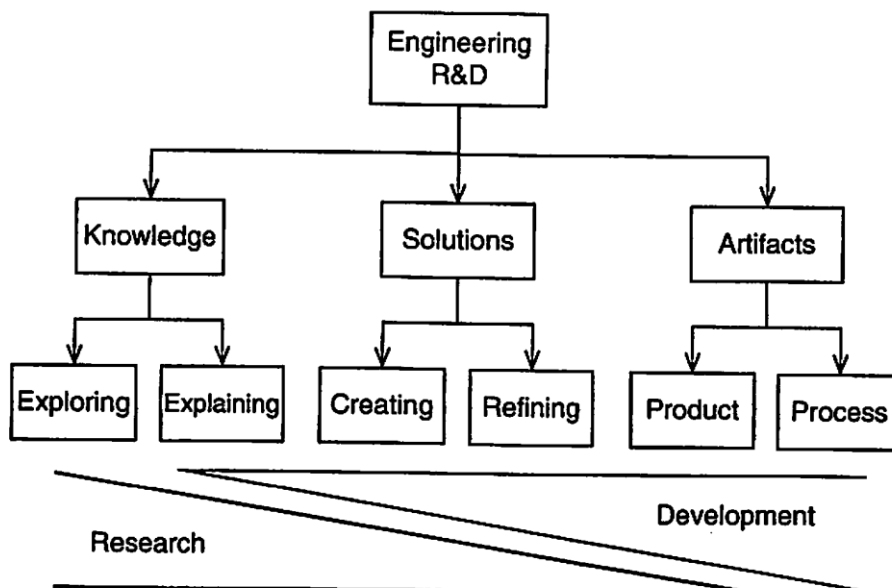 Engineering
R&D
Knowledge
Solutions
Artifacts
Exploring
Explaining
Creating
Refining
Product
Process
Development
Research